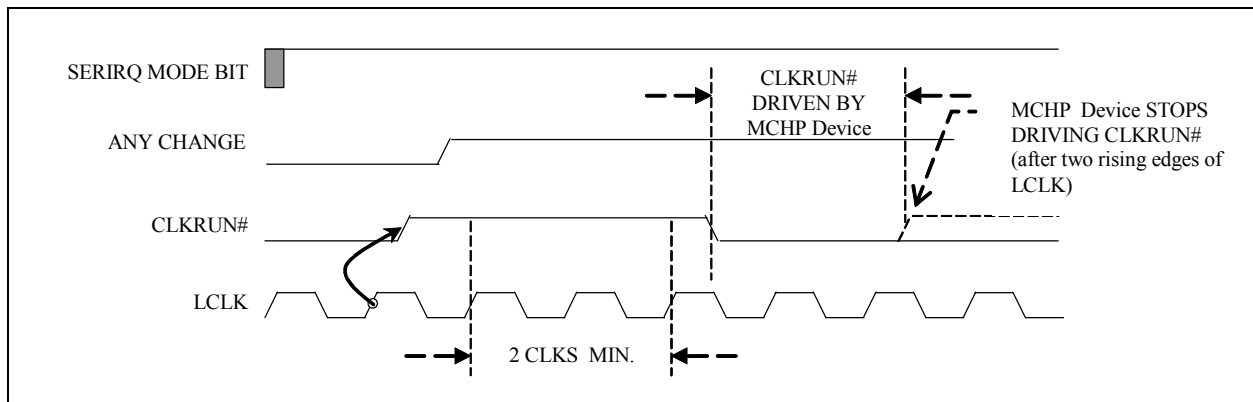 SERIRQ MODE BIT
CLKRUN#
DRIVEN BY
MCHP Device
MCHP Device STOPS
DRIVING CLKRUN#
(after two rising edges of
LCLK)
ANY CHANGE
CLKRUN#
LCLK
2 CLKS MIN.